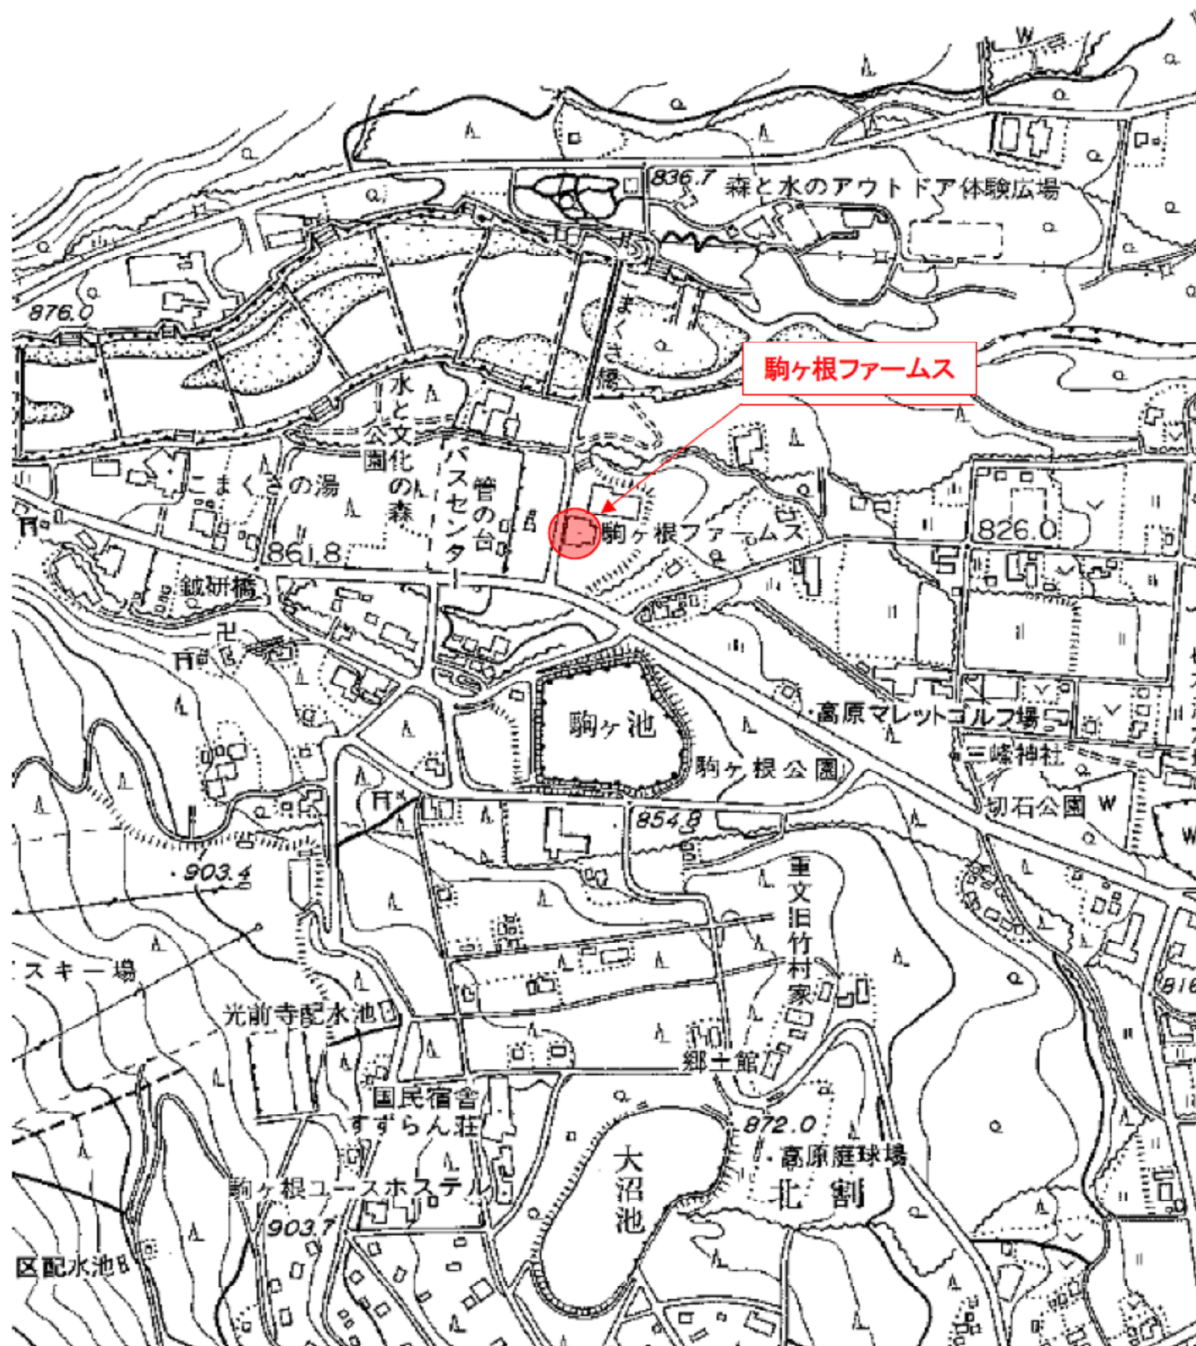 W
836.7
森と水のアウトドア体験広場
876.0
こまくさ橋
駒ヶ根ファームス
水と文化の森
公園
菅の台
バスセンター
こまくさの湯
駒ヶ根ファームス
826.0
861.8
鉱研橋
駒ヶ池
高原マレットゴルフ場
三峰神社
駒ヶ根公園
切石公園
W
W
854.8
903.4
重文旧竹村家
スキー場
816
光前寺配水池
郷土館
国民宿舎
すずらん荘
872.0
高原庭球場
大沼池
北割
駒ヶ根ユースホステル
903.7
区配水池